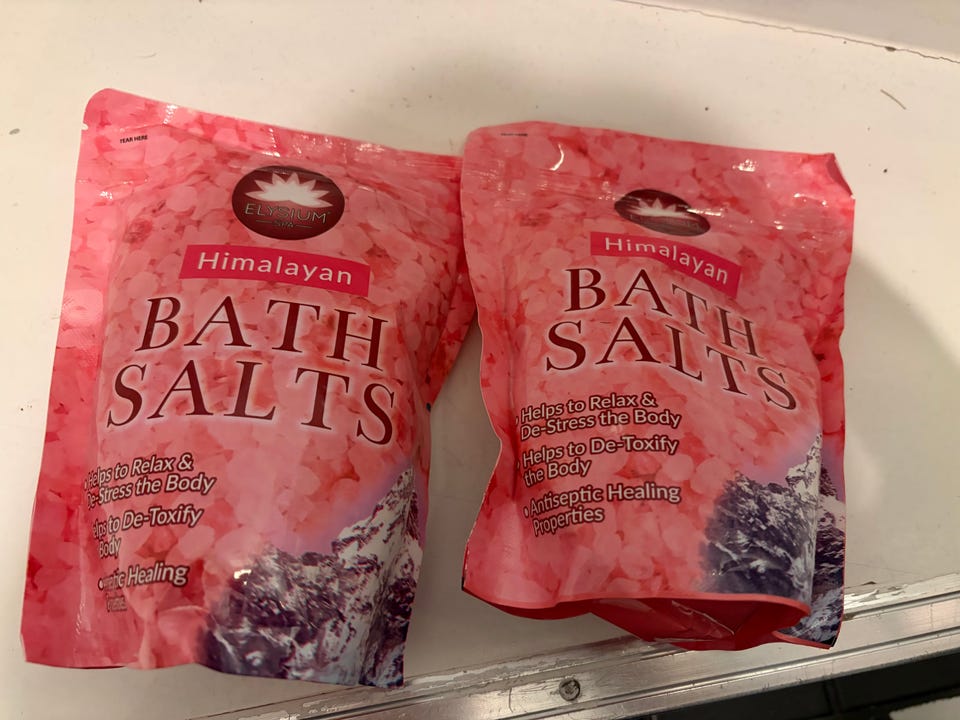 TEAR HERE
ELYSIUM
SPA
Himalayan
BATH
SALTS
Helps to Relax &
De-Stress the Body
to De-Toxify
Body
Healing
Himalayan
BATH
SALTS
• Helps to Relax &
De-Stress the Body
• Helps to De-Toxify
the Body
• Antiseptic Healing
Properties